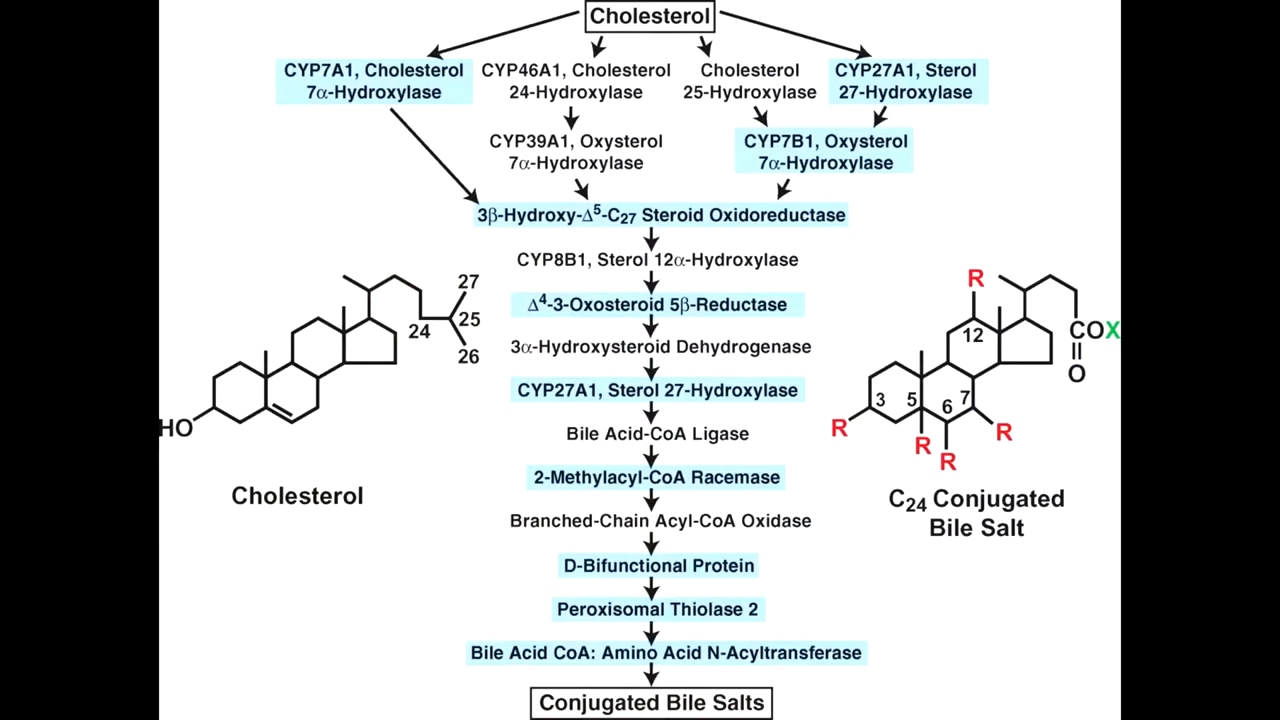 Cholesterol
CYP7A1, Cholesterol
7α-Hydroxylase
CYP46A1, Cholesterol
24-Hydroxylase
Cholesterol
25-Hydroxylase
CYP27A1, Sterol
27-Hydroxylase
CYP39A1, Oxysterol
7α-Hydroxylase
CYP7B1, Oxysterol
7α-Hydroxylase
3β-Hydroxy-Δ⁵-C₂₇ Steroid Oxidoreductase
CYP8B1, Sterol 12α-Hydroxylase
Δ⁴-3-Oxosteroid 5β-Reductase
3α-Hydroxysteroid Dehydrogenase
CYP27A1, Sterol 27-Hydroxylase
Bile Acid-CoA Ligase
2-Methylacyl-CoA Racemase
Branched-Chain Acyl-CoA Oxidase
D-Bifunctional Protein
Peroxisomal Thiolase 2
Bile Acid CoA: Amino Acid N-Acyltransferase
Conjugated Bile Salts
27
24
25
26
HO
Cholesterol
R
12
COX
O
3
5
6
7
R
R
R
R
C₂₄ Conjugated
Bile Salt